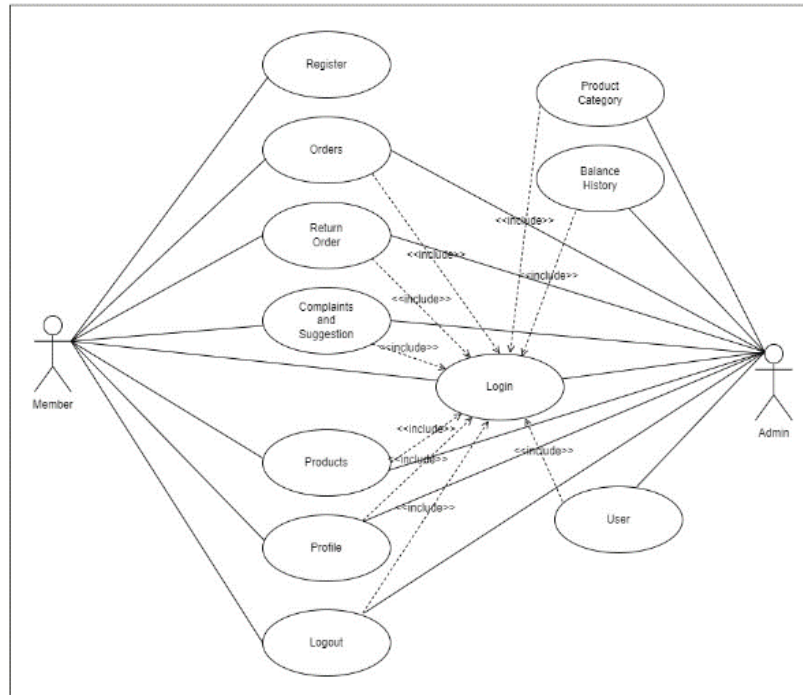 Register
Product
Category
Orders
Balance
History
Return
Order
<<include>>
<<include>>
<<include>>
<<include>>
Complaints
and
Suggestion
<<include>>
Login
Member
Admin
<<include>>
Products
<<include>>
<<include>>
<<include>>
User
Profile
Logout